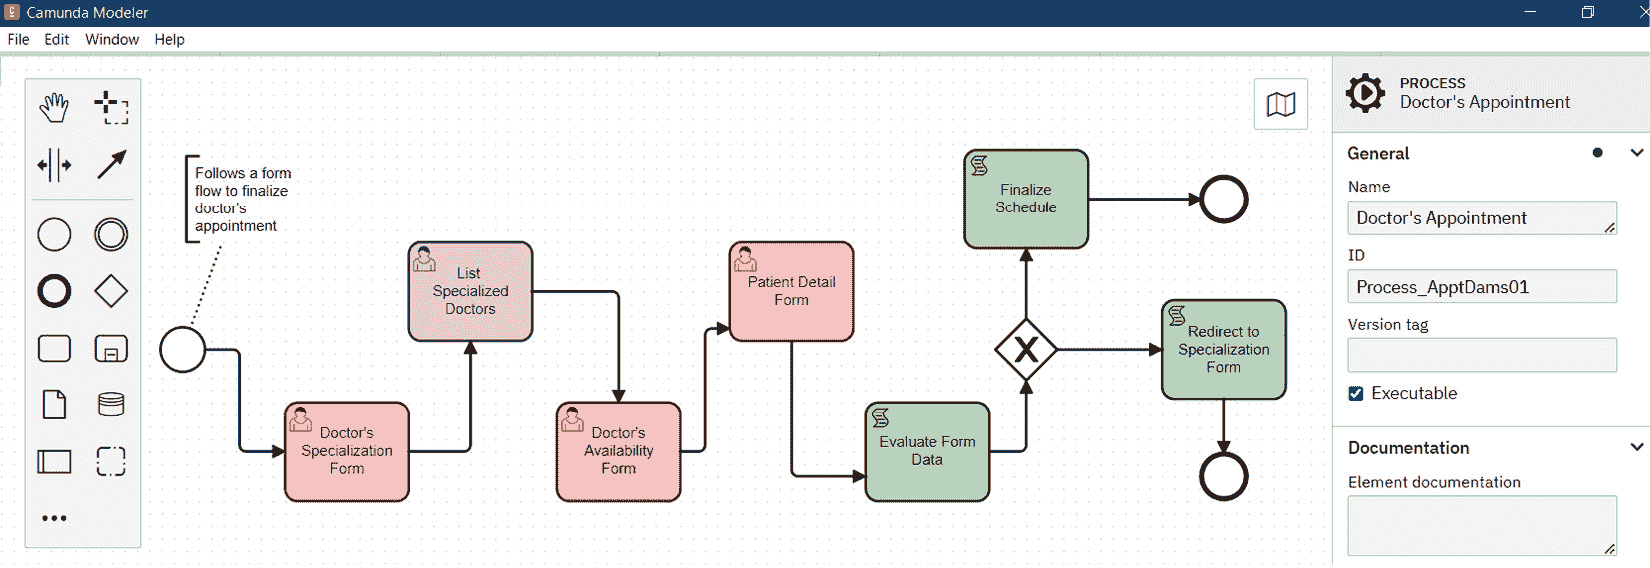 Camunda Modeler
File Edit Window Help
Follows a form
flow to finalize
doctor's
appointment
List
Specialized
Doctors
Doctor's
Specialization
Form
Doctor's
Availability
Form
Patient Detail
Form
Evaluate Form
Data
Finalize
Schedule
Redirect to
Specialization
Form
PROCESS
Doctor's Appointment
General
Name
Doctor's Appointment
ID
Process_ApptDams01
Version tag
Executable
Documentation
Element documentation